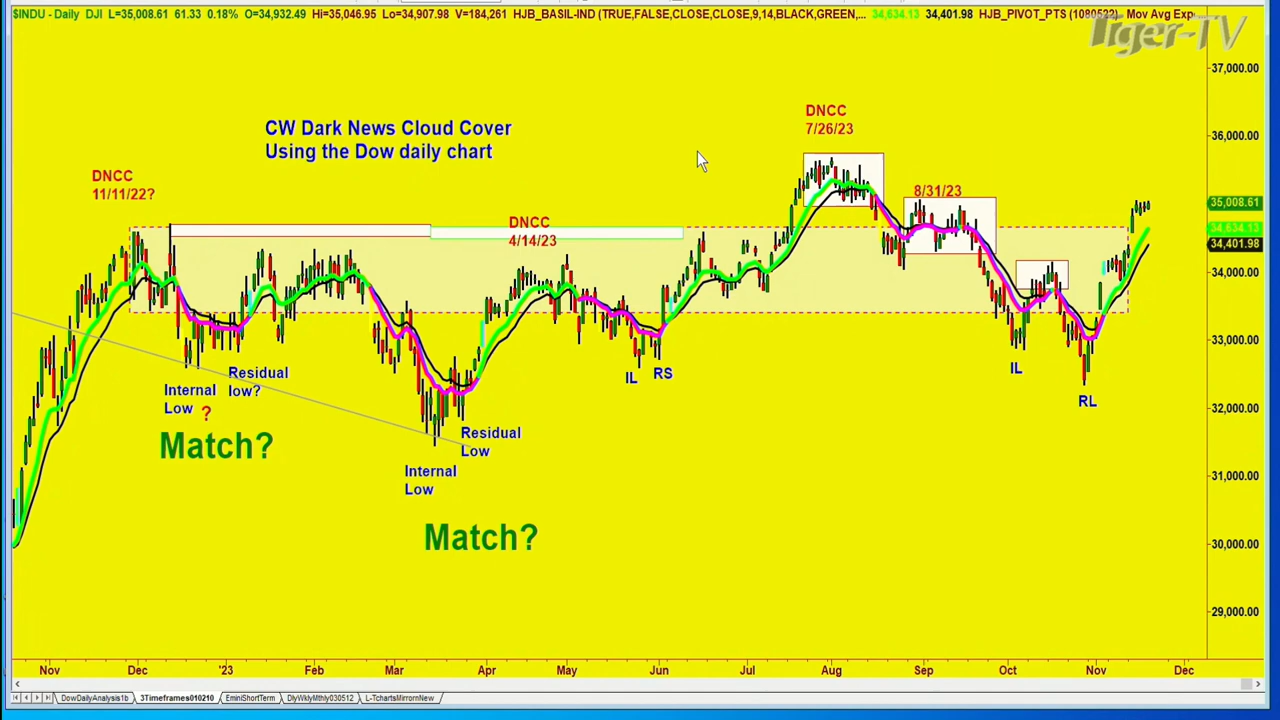 $INDU - Daily DJI L=35,008.61 61.33 0.18% O=34,932.49 Hi=35,046.95 Lo=34,907.98 V=184,261 HJB_BASIL-IND (TRUE,FALSE,CLOSE,CLOSE,9,14,BLACK,GREEN,... 34,634.13 34,401.98 HJB_PIVOT_PTS (1080522) Mov Avg Exp
Tiger-TV
37,000.00
DNCC
7/26/23
CW Dark News Cloud Cover
Using the Dow daily chart
36,000.00
DNCC
11/11/22?
8/31/23
35,008.61
DNCC
4/14/23
34,634.13
34,401.98
34,000.00
33,000.00
Internal
Low ?
Residual
low?
IL
RS
IL
RL
32,000.00
Match?
Residual
Low
Internal
Low
31,000.00
Match?
30,000.00
29,000.00
Nov Dec '23 Feb Mar Apr May Jun Jul Aug Sep Oct Nov Dec
DowDailyAnalysis1b 3Timeframes010210 EminiShortTerm DlyWklyMthly030512 L-TchartsMirrornNew